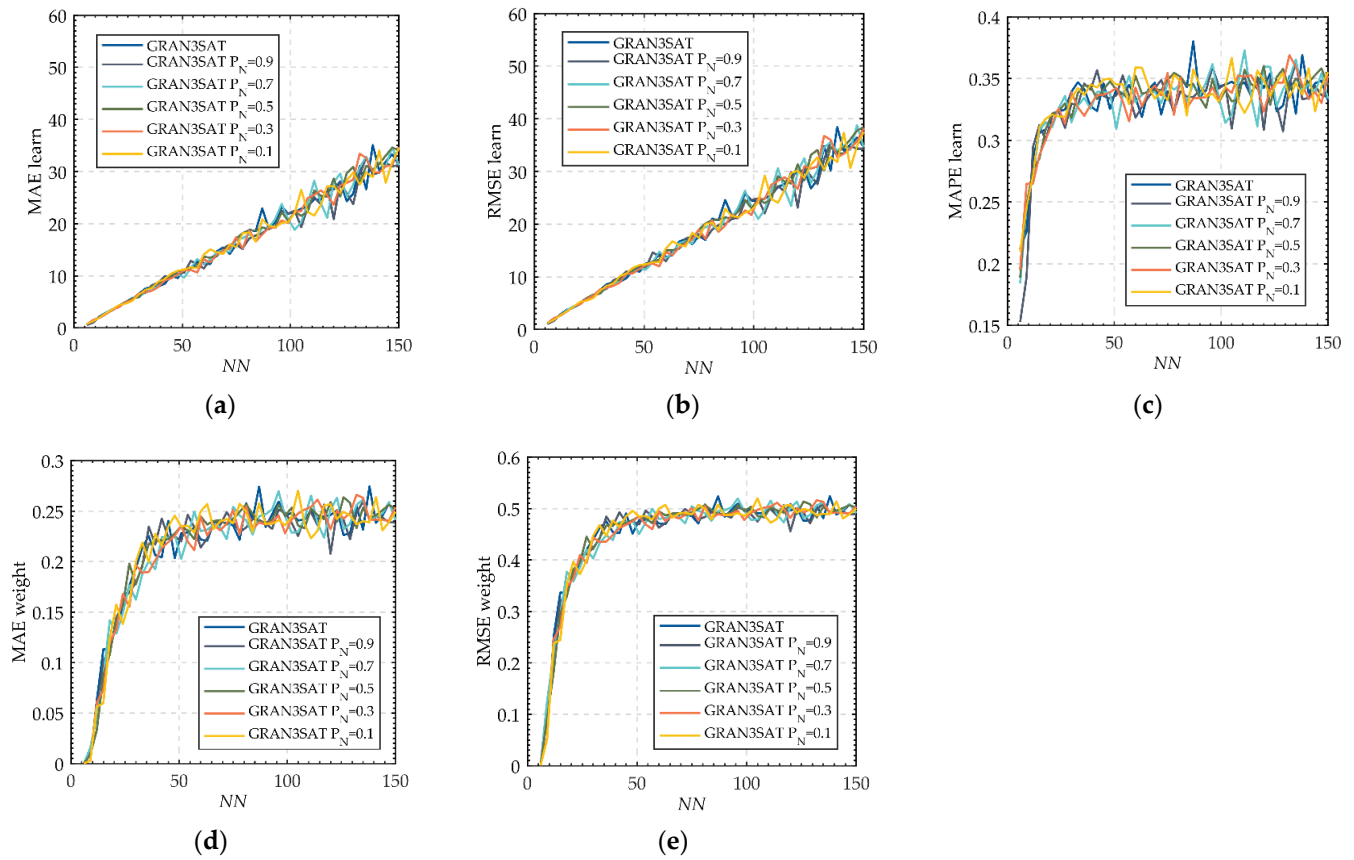 MAE learn
60
50
40
30
20
10
0
GRAN3SAT
GRAN3SAT P_N=0.9
GRAN3SAT P_N=0.7
GRAN3SAT P_N=0.5
GRAN3SAT P_N=0.3
GRAN3SAT P_N=0.1
0 50 100 150
NN
(a)
RMSE learn
60
50
40
30
20
10
0
GRAN3SAT
GRAN3SAT P_N=0.9
GRAN3SAT P_N=0.7
GRAN3SAT P_N=0.5
GRAN3SAT P_N=0.3
GRAN3SAT P_N=0.1
0 50 100 150
NN
(b)
MAPE learn
0.4
0.35
0.3
0.25
0.2
0.15
GRAN3SAT
GRAN3SAT P_N=0.9
GRAN3SAT P_N=0.7
GRAN3SAT P_N=0.5
GRAN3SAT P_N=0.3
GRAN3SAT P_N=0.1
0 50 100 150
NN
(c)
MAE weight
0.3
0.25
0.2
0.15
0.1
0.05
0
GRAN3SAT
GRAN3SAT P_N=0.9
GRAN3SAT P_N=0.7
GRAN3SAT P_N=0.5
GRAN3SAT P_N=0.3
GRAN3SAT P_N=0.1
0 50 100 150
NN
(d)
RMSE weight
0.6
0.5
0.4
0.3
0.2
0.1
0
GRAN3SAT
GRAN3SAT P_N=0.9
GRAN3SAT P_N=0.7
GRAN3SAT P_N=0.5
GRAN3SAT P_N=0.3
GRAN3SAT P_N=0.1
0 50 100 150
NN
(e)